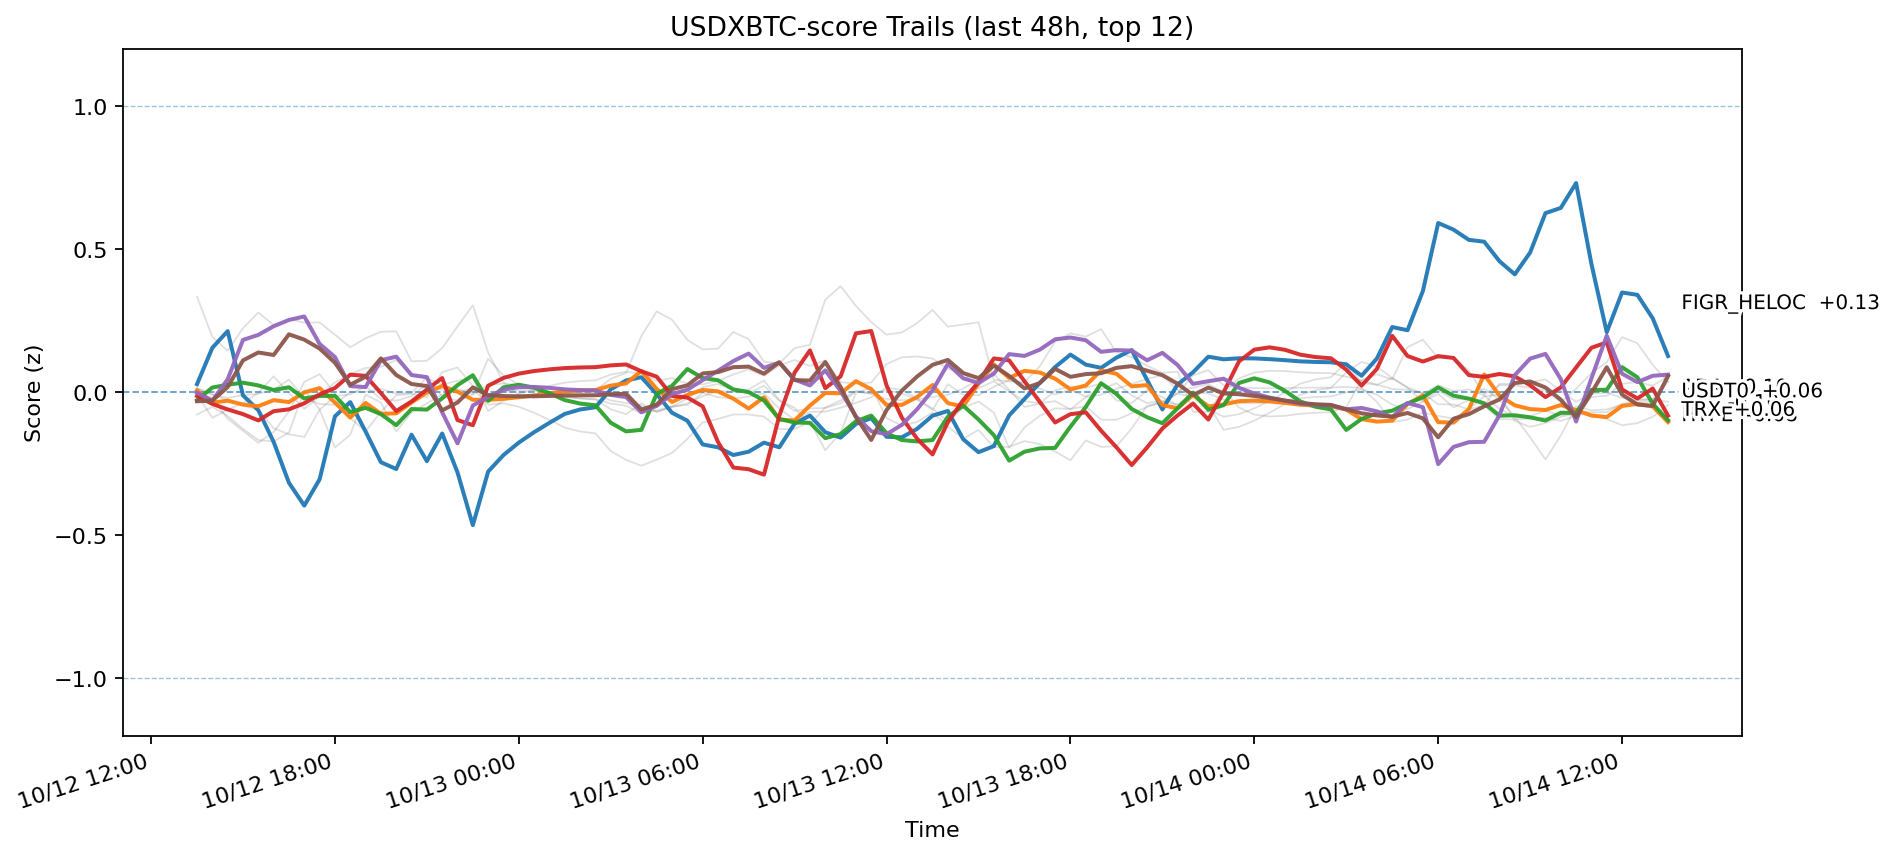 USDXBTC-score Trails (last 48h, top 12)
Score (z)
1.0
0.5
0.0
−0.5
−1.0
FIGR_HELOC +0.13
USDT0 +0.06
TRX +0.06
10/12 12:00
10/12 18:00
10/13 00:00
10/13 06:00
10/13 12:00
10/13 18:00
10/14 00:00
10/14 06:00
10/14 12:00
Time